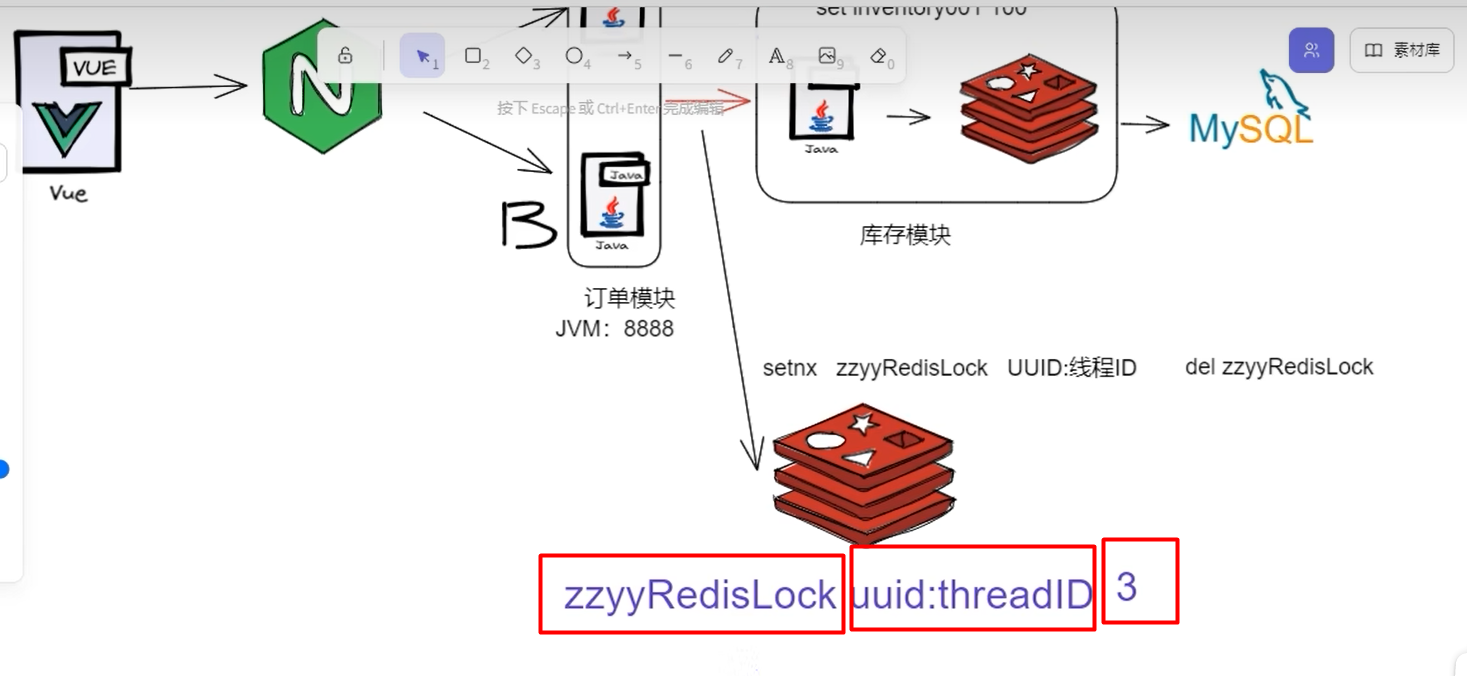 set inventory001 100
VUE
Vue
N
1 2 3 4 5 6 7 8 9 0
素材库
按下 Escape 或 Ctrl+Enter 完成编辑
Java
MySQL
Java
Java
B
库存模块
订单模块
JVM：8888
setnx zzyyRedisLock UUID:线程ID del zzyyRedisLock
zzyyRedisLock uuid:threadID 3